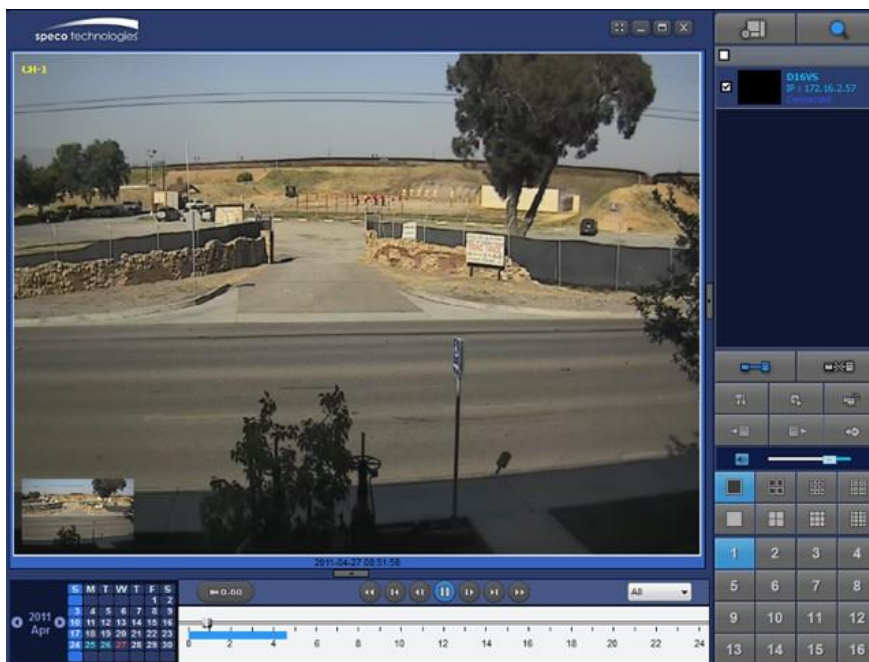 speco technologies
CH-1
D16VS
IP : 172.16.2.57
Connected
2011-04-27 00:51:58
2011
Apr
S M T W T F S
1 2
3 4 5 6 7 8 9
10 11 12 13 14 15 16
17 18 19 20 21 22 23
24 25 26 27 28 29 30
All
0 2 4 6 8 10 12 14 16 18 20 22 24
1 2 3 4
5 6 7 8
9 10 11 12
13 14 15 16